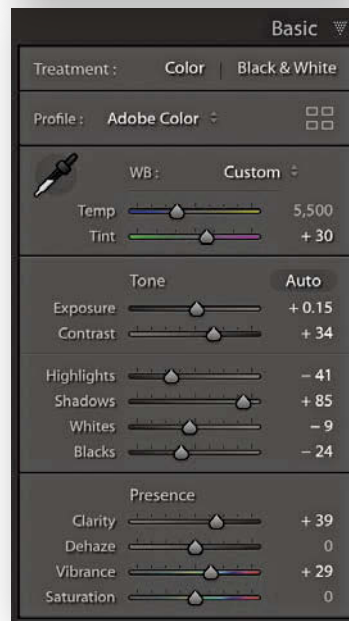 Basic
Treatment : Color | Black & White
Profile : Adobe Color
WB : Custom
Temp 5,500
Tint + 30
Tone Auto
Exposure + 0.15
Contrast + 34
Highlights − 41
Shadows + 85
Whites − 9
Blacks − 24
Presence
Clarity + 39
Dehaze 0
Vibrance + 29
Saturation 0